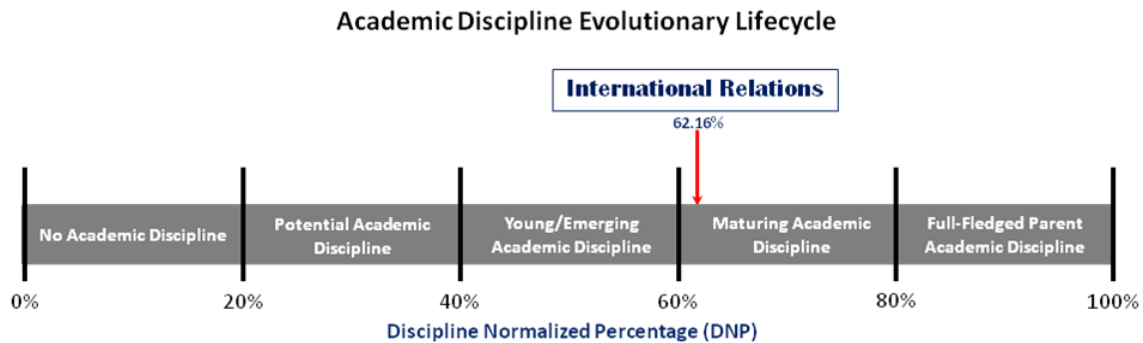 Academic Discipline Evolutionary Lifecycle
International Relations
62.16%
No Academic Discipline
Potential Academic
Discipline
Young/Emerging
Academic Discipline
Maturing Academic
Discipline
Full-Fledged Parent
Academic Discipline
0%
20%
40%
60%
80%
100%
Discipline Normalized Percentage (DNP)